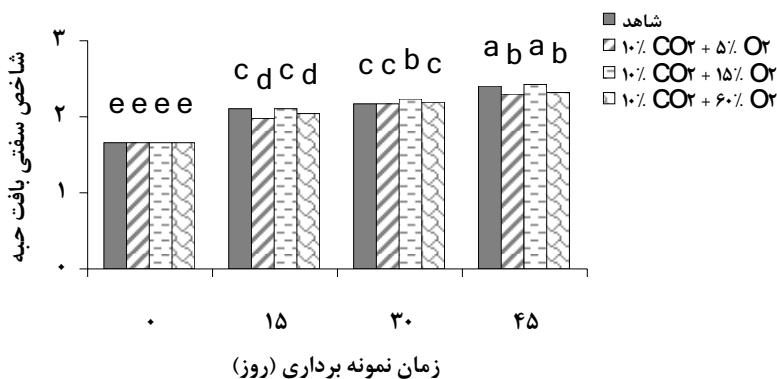 شاهد
۱۰٪ CO۲ + ۵٪ O۲
۱۰٪ CO۲ + ۱۵٪ O۲
۱۰٪ CO۲ + ۶۰٪ O۲
شاخص سفتی بافت حبه
۳
۲
۱
۰
e e e e
c d c d
c c b c
a b a b
۰ ۱۵ ۳۰ ۴۵
زمان نمونه برداری (روز)